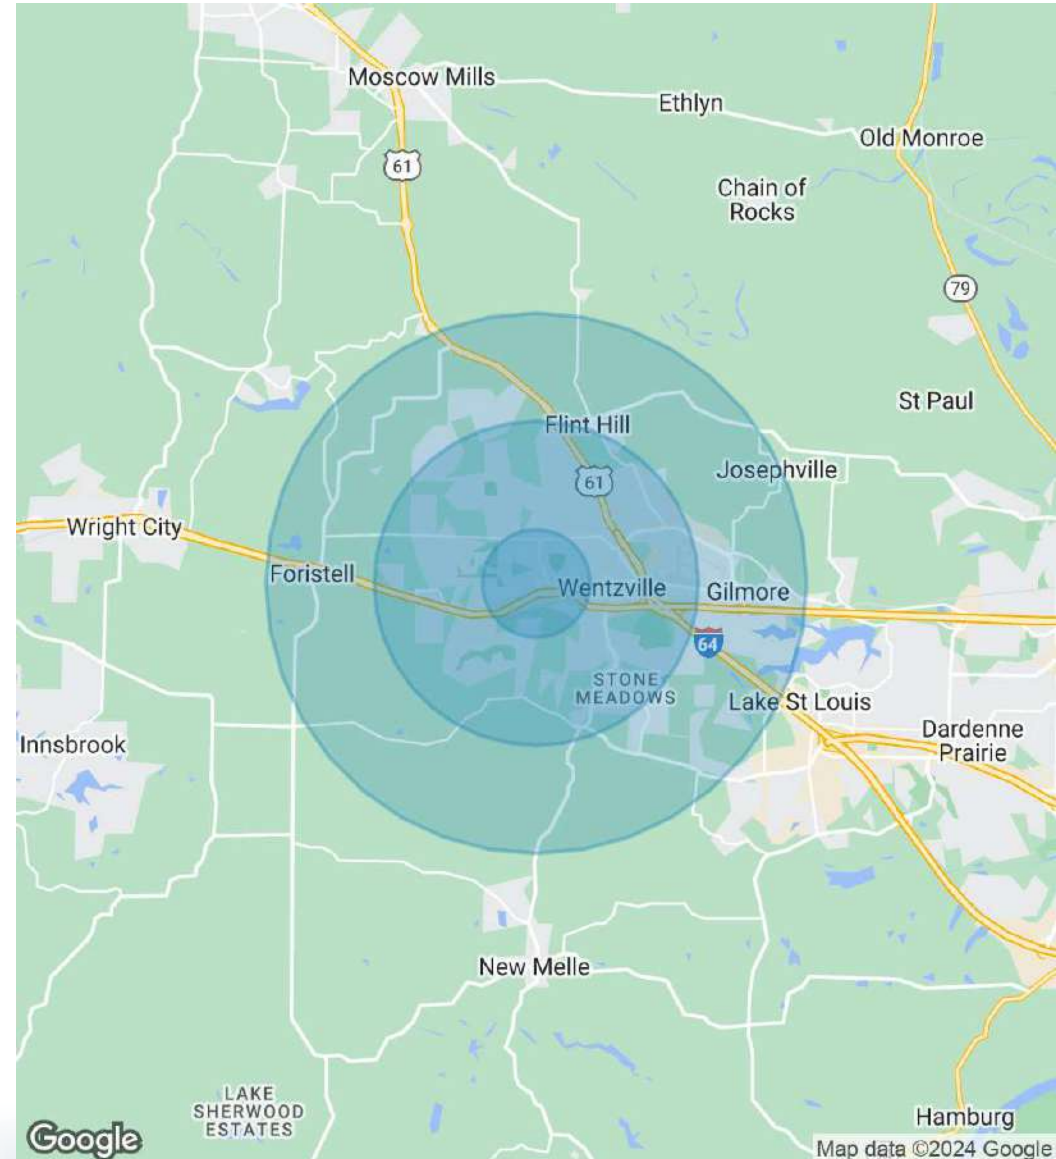 Moscow Mills
Ethlyn
Old Monroe
61
Chain of
Rocks
79
St Paul
Flint Hill
Josephville
61
Wright City
Foristell
Wentzville
Gilmore
64
STONE
MEADOWS
Lake St Louis
Dardenne
Prairie
Innsbrook
New Melle
LAKE
SHERWOOD
ESTATES
Hamburg
Google
Map data ©2024 Google